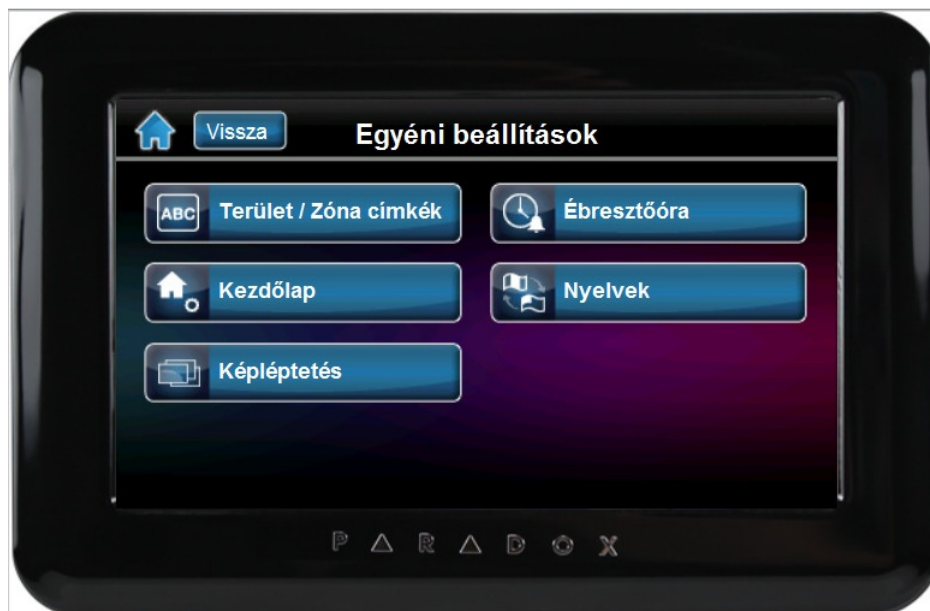 Vissza
Egyéni beállítások
ABC
Terület / Zóna címkék
Ébresztőóra
Kezdőlap
Nyelvek
Képléptetés
PARADOX